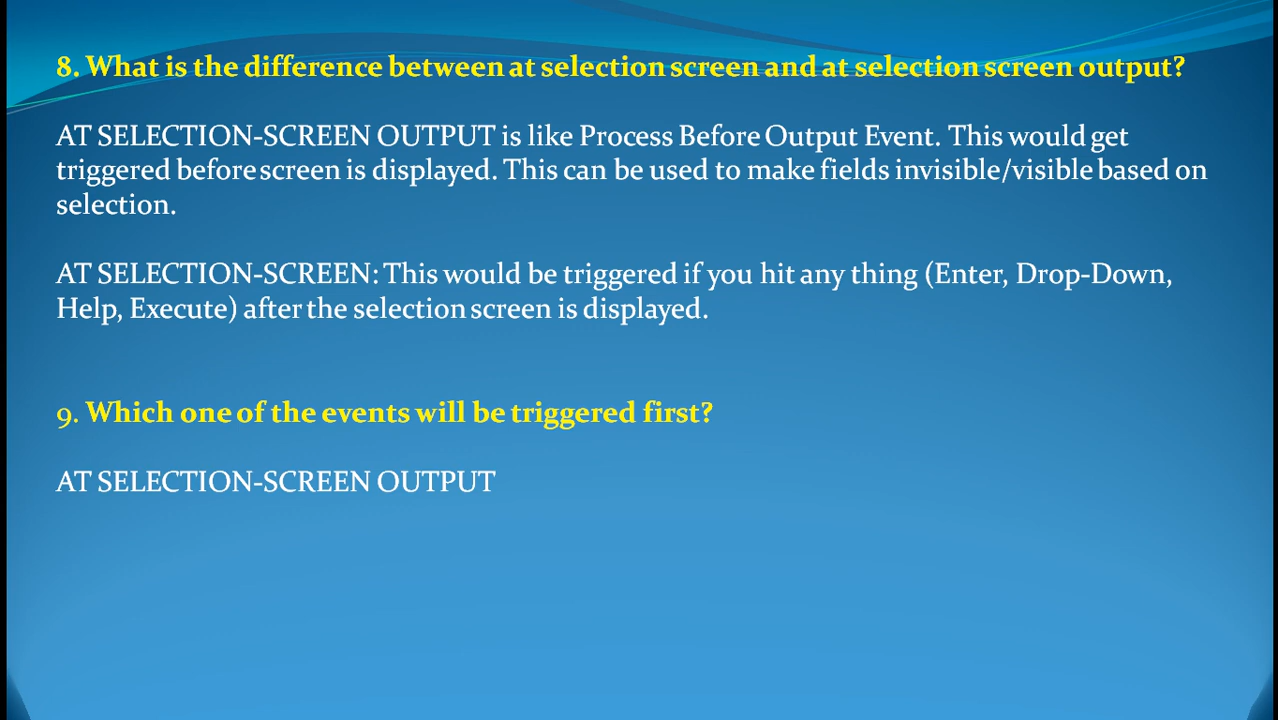 8. What is the difference between at selection screen and at selection screen output?
AT SELECTION-SCREEN OUTPUT is like Process Before Output Event. This would get
triggered before screen is displayed. This can be used to make fields invisible/visible based on
selection.
AT SELECTION-SCREEN: This would be triggered if you hit any thing (Enter, Drop-Down,
Help, Execute) after the selection screen is displayed.
9. Which one of the events will be triggered first?
AT SELECTION-SCREEN OUTPUT